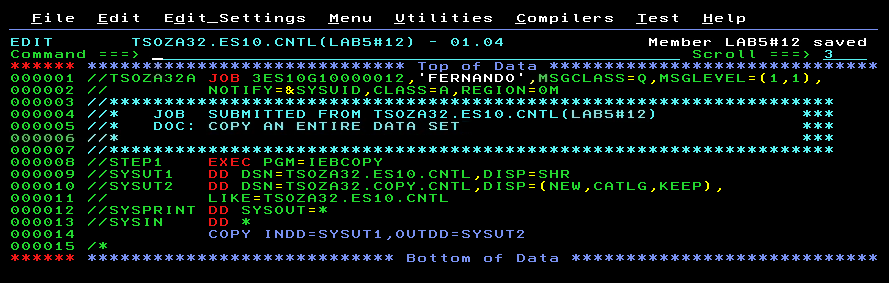 File  Edit  Edit_Settings  Menu  Utilities  Compilers  Test  Help
EDIT       TSOZA32.ES10.CNTL(LAB5#12) - 01.04             Member LAB5#12 saved
Command ===> _                                                  Scroll ===> 3
****** **************************** Top of Data ****************************
000001 //TSOZA32A JOB 3ES10G10000012,'FERNANDO',MSGCLASS=Q,MSGLEVEL=(1,1),
000002 //         NOTIFY=&SYSUID,CLASS=A,REGION=0M
000003 //******************************************************************
000004 //*   JOB  SUBMITTED FROM TSOZA32.ES10.CNTL(LAB5#12)             ***
000005 //*   DOC: COPY AN ENTIRE DATA SET                               ***
000006 //*                                                              ***
000007 //******************************************************************
000008 //STEP1    EXEC PGM=IEBCOPY
000009 //SYSUT1   DD DSN=TSOZA32.ES10.CNTL,DISP=SHR
000010 //SYSUT2   DD DSN=TSOZA32.COPY.CNTL,DISP=(NEW,CATLG,KEEP),
000011 //         LIKE=TSOZA32.ES10.CNTL
000012 //SYSPRINT DD SYSOUT=*
000013 //SYSIN    DD *
000014            COPY INDD=SYSUT1,OUTDD=SYSUT2
000015 /*
****** **************************** Bottom of Data ****************************